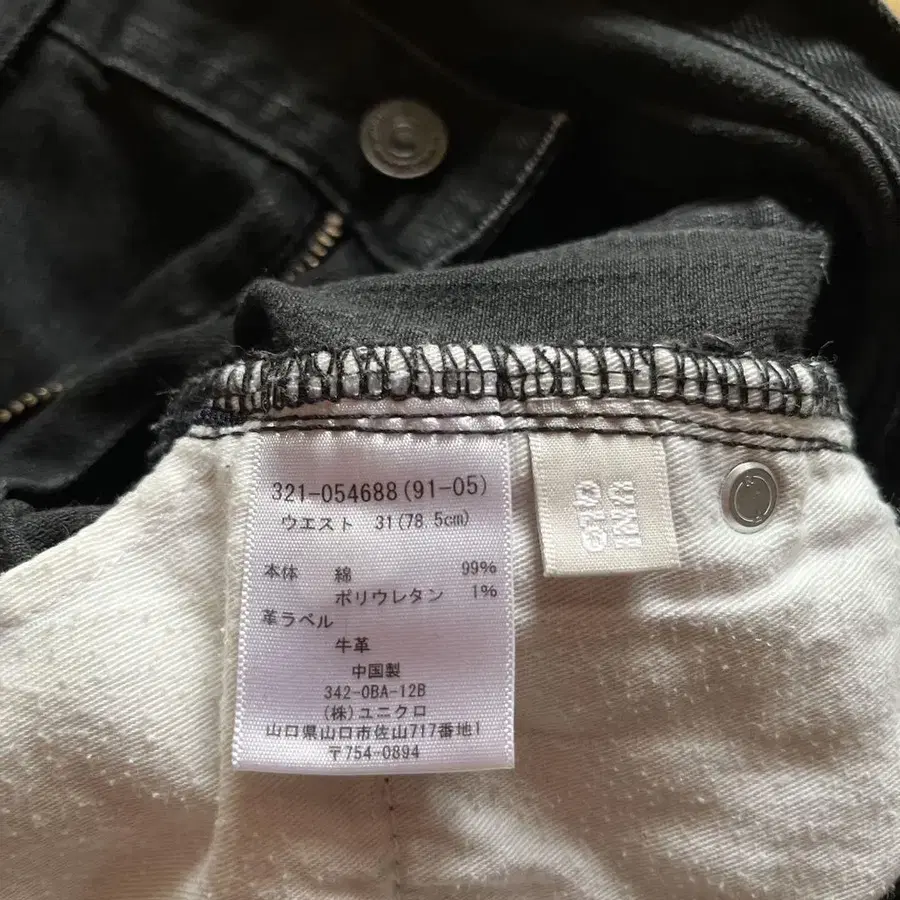 321-054688(91-05)
ウエスト 31(78.5cm)
本体 綿 99%
ポリウレタン 1%
革ラベル
牛革
中国製
342-0BA-12B
(株)ユニクロ
山口県山口市佐山717番地1
〒754-0894
UNI
QLO